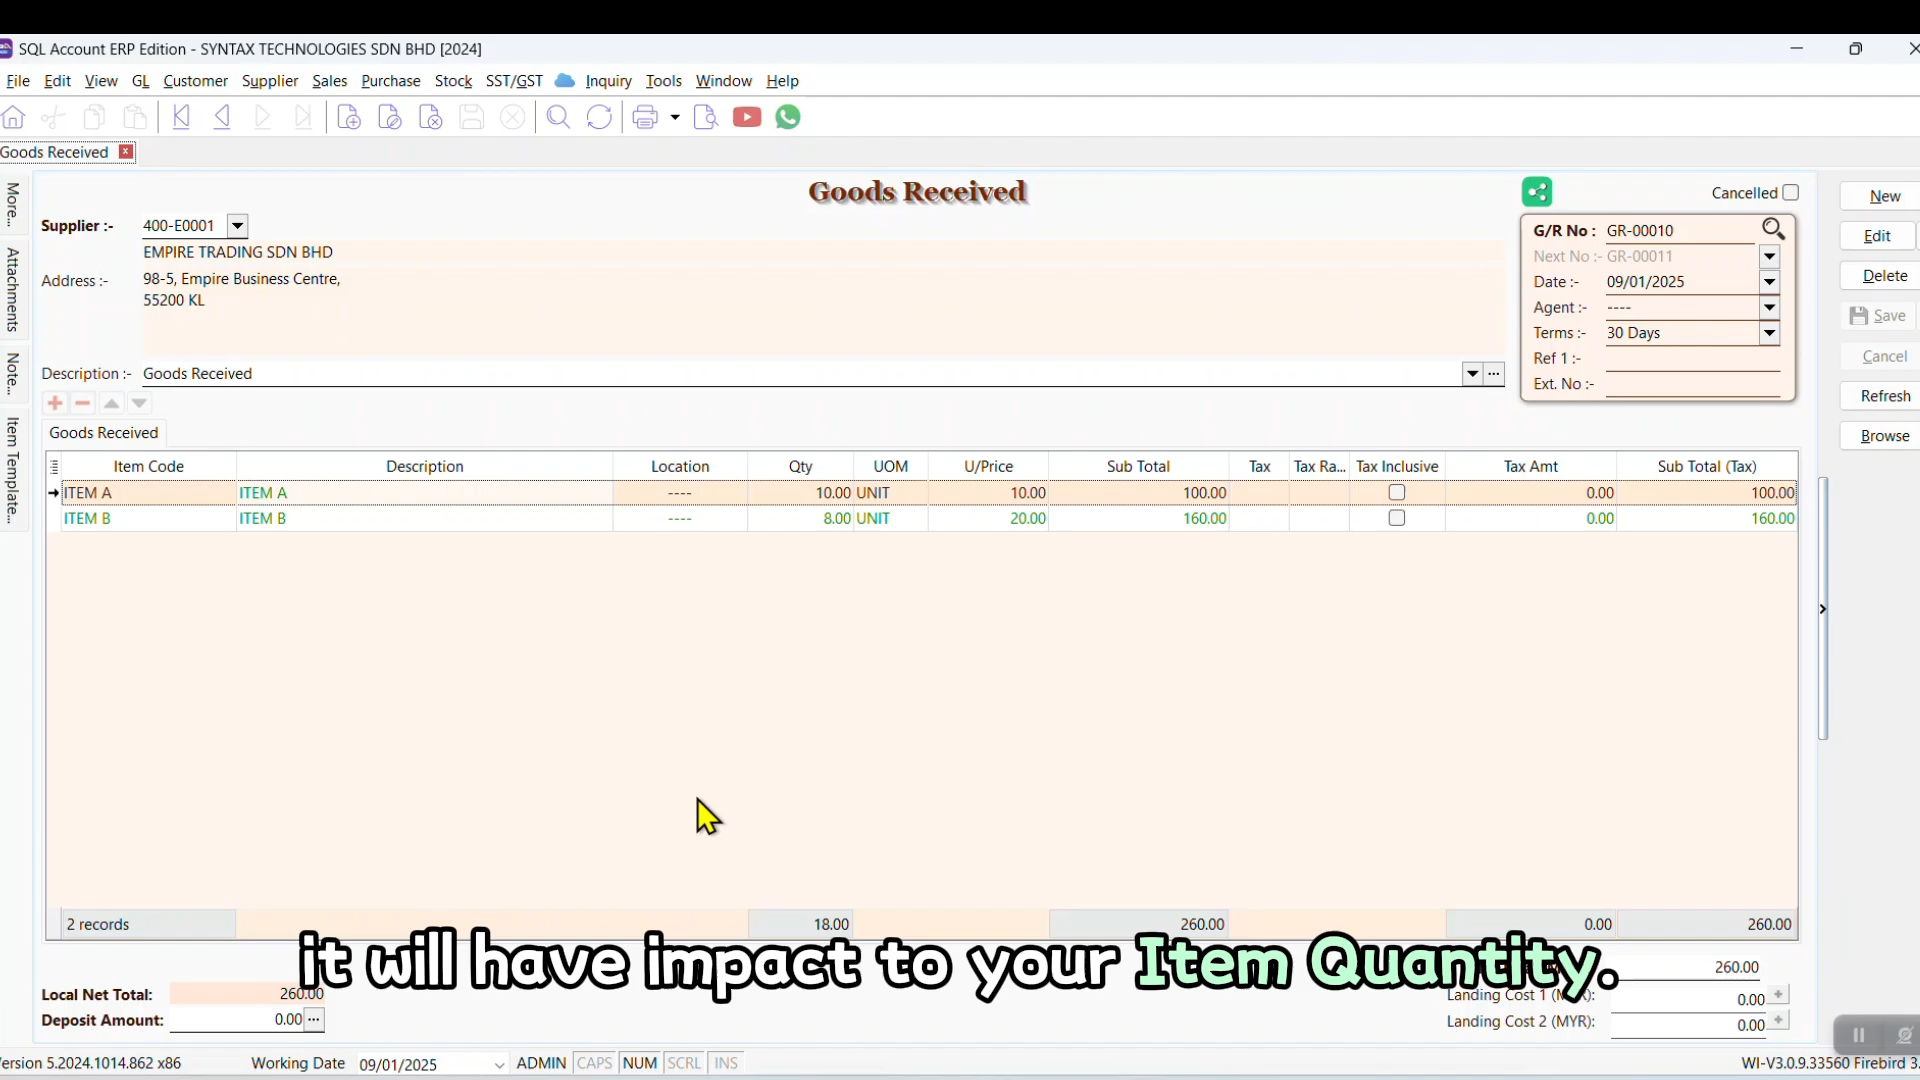 SQL Account ERP Edition - SYNTAX TECHNOLOGIES SDN BHD [2024]
File Edit View GL Customer Supplier Sales Purchase Stock SST/GST Inquiry Tools Window Help
Goods Received
Goods Received
Cancelled
New
Edit
Delete
Save
Cancel
Refresh
Browse
More...
Attachments
Note...
Item Template...
Supplier :- 400-E0001
EMPIRE TRADING SDN BHD
Address :- 98-5, Empire Business Centre,
55200 KL
Description :- Goods Received
G/R No : GR-00010
Next No :- GR-00011
Date :- 09/01/2025
Agent :- ----
Terms :- 30 Days
Ref 1 :-
Ext. No :-
Goods Received
Item Code Description Location Qty UOM U/Price Sub Total Tax Tax Ra... Tax Inclusive Tax Amt Sub Total (Tax)
ITEM A ITEM A ---- 10.00 UNIT 10.00 100.00 0.00 100.00
ITEM B ITEM B ---- 8.00 UNIT 20.00 160.00 0.00 160.00
2 records 18.00 260.00 0.00 260.00
it will have impact to your Item Quantity.
260.00
Local Net Total: 260.00
Deposit Amount: 0.00
Landing Cost 1 (M R): 0.00
Landing Cost 2 (MYR): 0.00
ersion 5.2024.1014.862 x86 Working Date 09/01/2025 ADMIN CAPS NUM SCRL INS WI-V3.0.9.33560 Firebird 3.